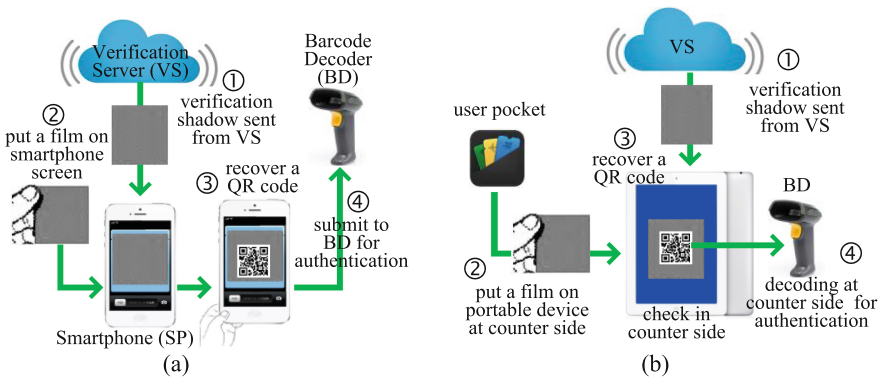 Verification
Server (VS)
①
verification
shadow sent
from VS
②
put a film on
smartphone
screen
③
recover a
QR code
Barcode
Decoder
(BD)
④
submit to
BD for
authentication
Smartphone (SP)
(a)
VS
①
verification
shadow sent
from VS
user pocket
②
put a film on
portable device
at counter side
③
recover a
QR code
check in
counter side
BD
④
decoding at
counter side for
authentication
(b)